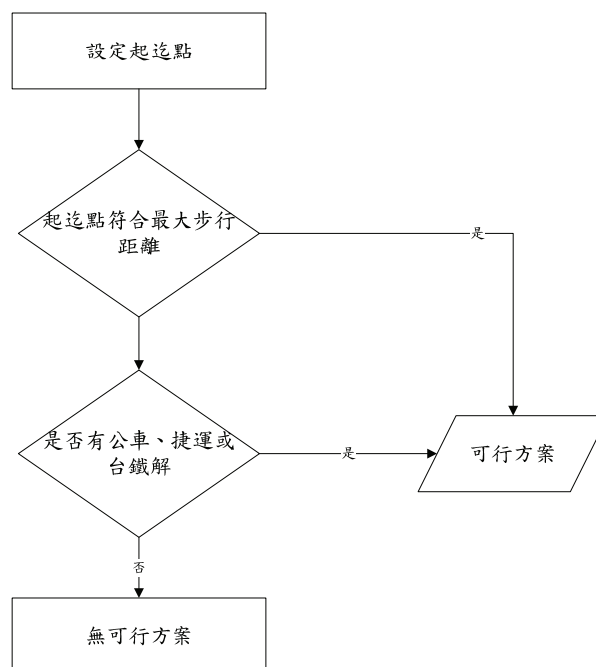 設定起迄點
起迄點符合最大步行
距離
是
是否有公車、捷運或
台鐵解
是
可行方案
否
無可行方案